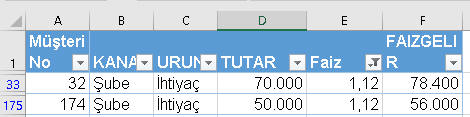 A B C D E F
Müşteri FAIZGELI
1 No KANA URUN TUTAR Faiz R
33 32 Şube İhtiyaç 70.000 1,12 78.400
175 174 Şube İhtiyaç 50.000 1,12 56.000